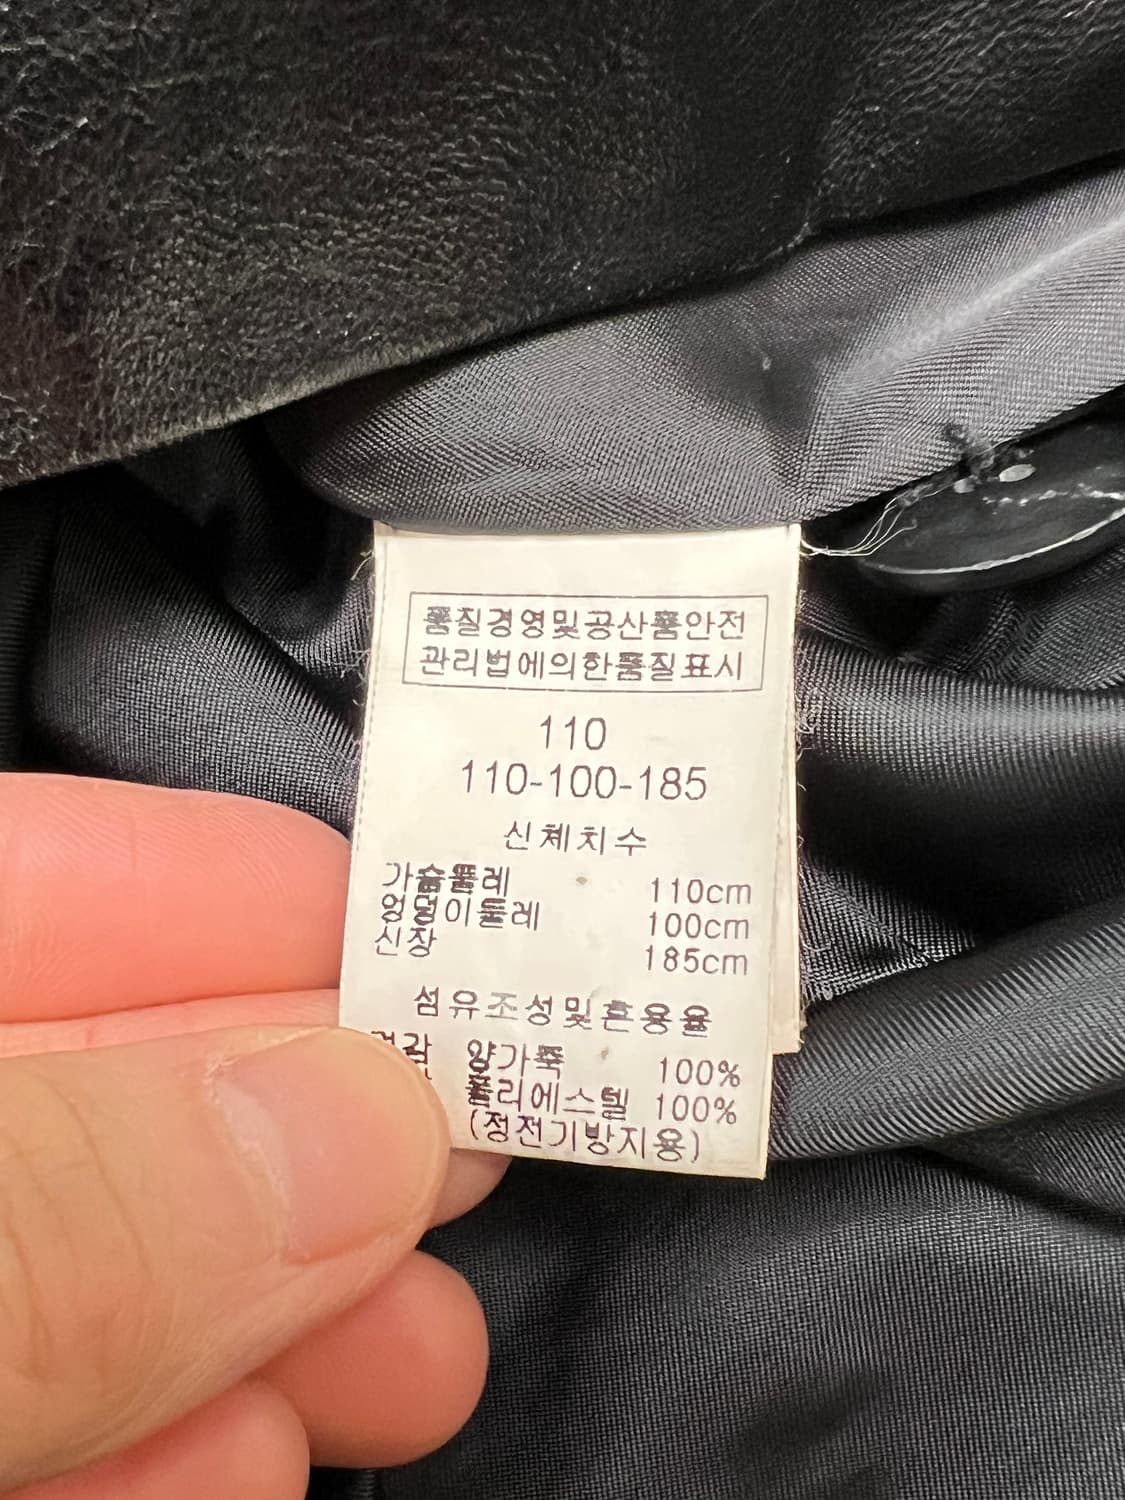 품질경영및공산품안전
관리법에의한품질표시
110
110-100-185
신체치수
가슴둘레 110cm
엉덩이둘레 100cm
신장 185cm
섬유조성및혼용율
겉감 양가죽 100%
폴리에스텔 100%
(정전기방지용)